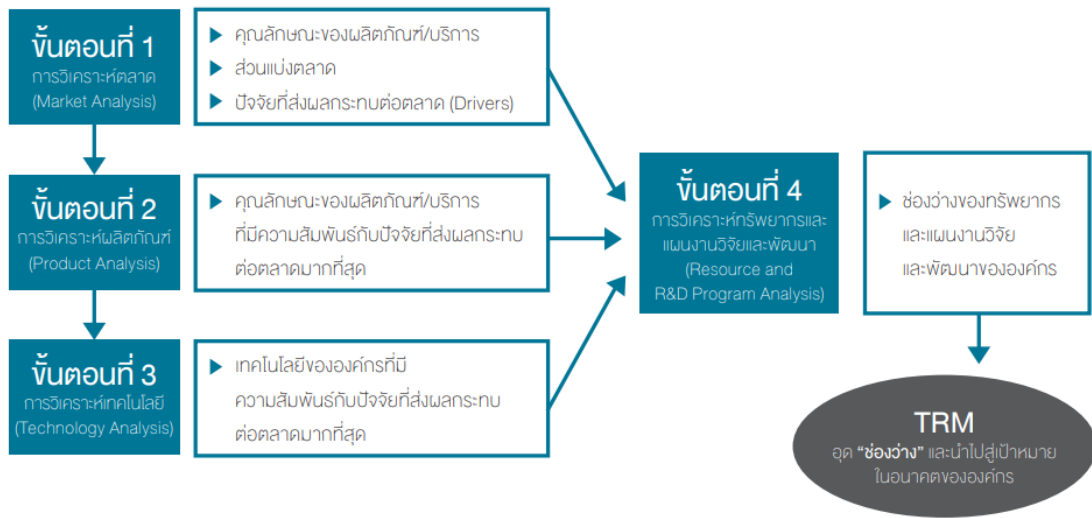 ขั้นตอนที่ 1
การวิเคราะห์ตลาด
(Market Analysis)
คุณลักษณะของผลิตภัณฑ์/บริการ
ส่วนแบ่งตลาด
ปัจจัยที่ส่งผลกระทบต่อตลาด (Drivers)
ขั้นตอนที่ 2
การวิเคราะห์ผลิตภัณฑ์
(Product Analysis)
คุณลักษณะของผลิตภัณฑ์/บริการ
ที่มีความสัมพันธ์กับปัจจัยที่ส่งผลกระทบ
ต่อตลาดมากที่สุด
ขั้นตอนที่ 3
การวิเคราะห์เทคโนโลยี
(Technology Analysis)
เทคโนโลยีขององค์กรที่มี
ความสัมพันธ์กับปัจจัยที่ส่งผลกระทบ
ต่อตลาดมากที่สุด
ขั้นตอนที่ 4
การวิเคราะห์ทรัพยากรและ
แผนงานวิจัยและพัฒนา
(Resource and
R&D Program Analysis)
ช่องว่างของทรัพยากร
และแผนงานวิจัย
และพัฒนาขององค์กร
TRM
อุด “ช่องว่าง” และนำไปสู่เป้าหมาย
ในอนาคตขององค์กร